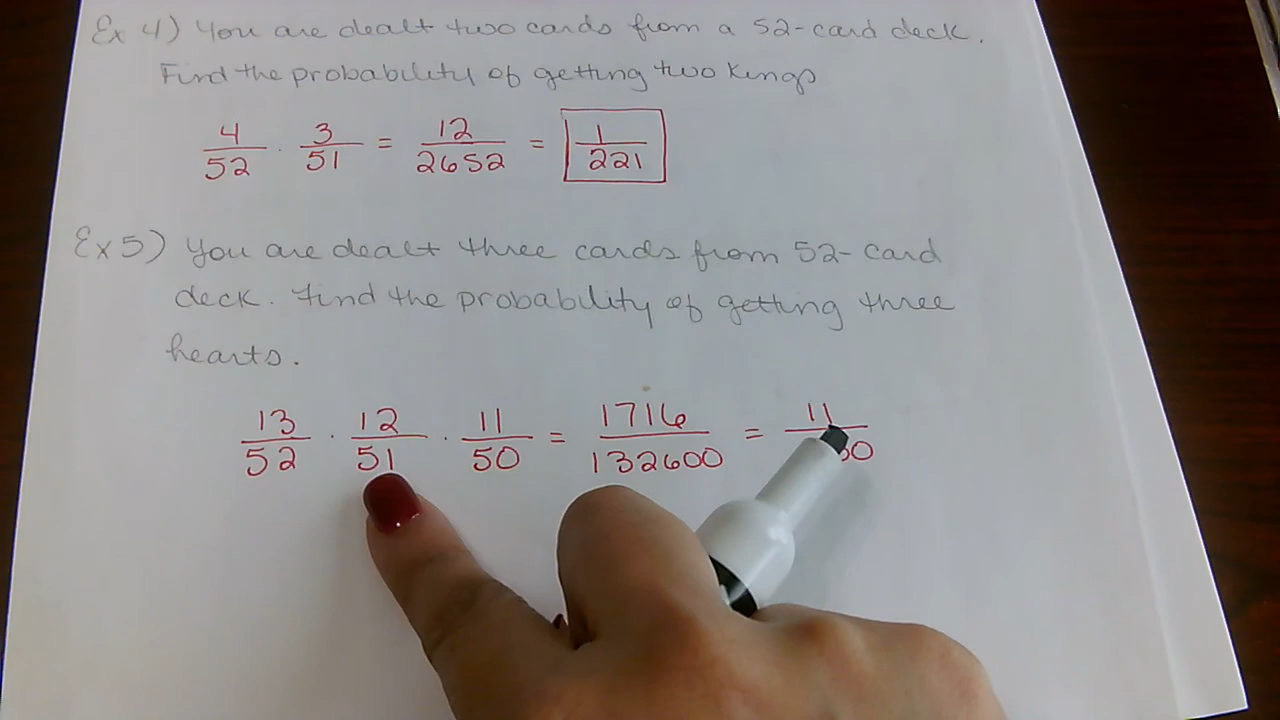 Ex 4) You are dealt two cards from a 52-card deck.
Find the probability of getting two kings
4/52 · 3/51 = 12/2652 = 1/221
Ex 5) You are dealt three cards from 52-card
deck. Find the probability of getting three
hearts.
13/52 · 12/51 · 11/50 = 1716/132600 = 11/